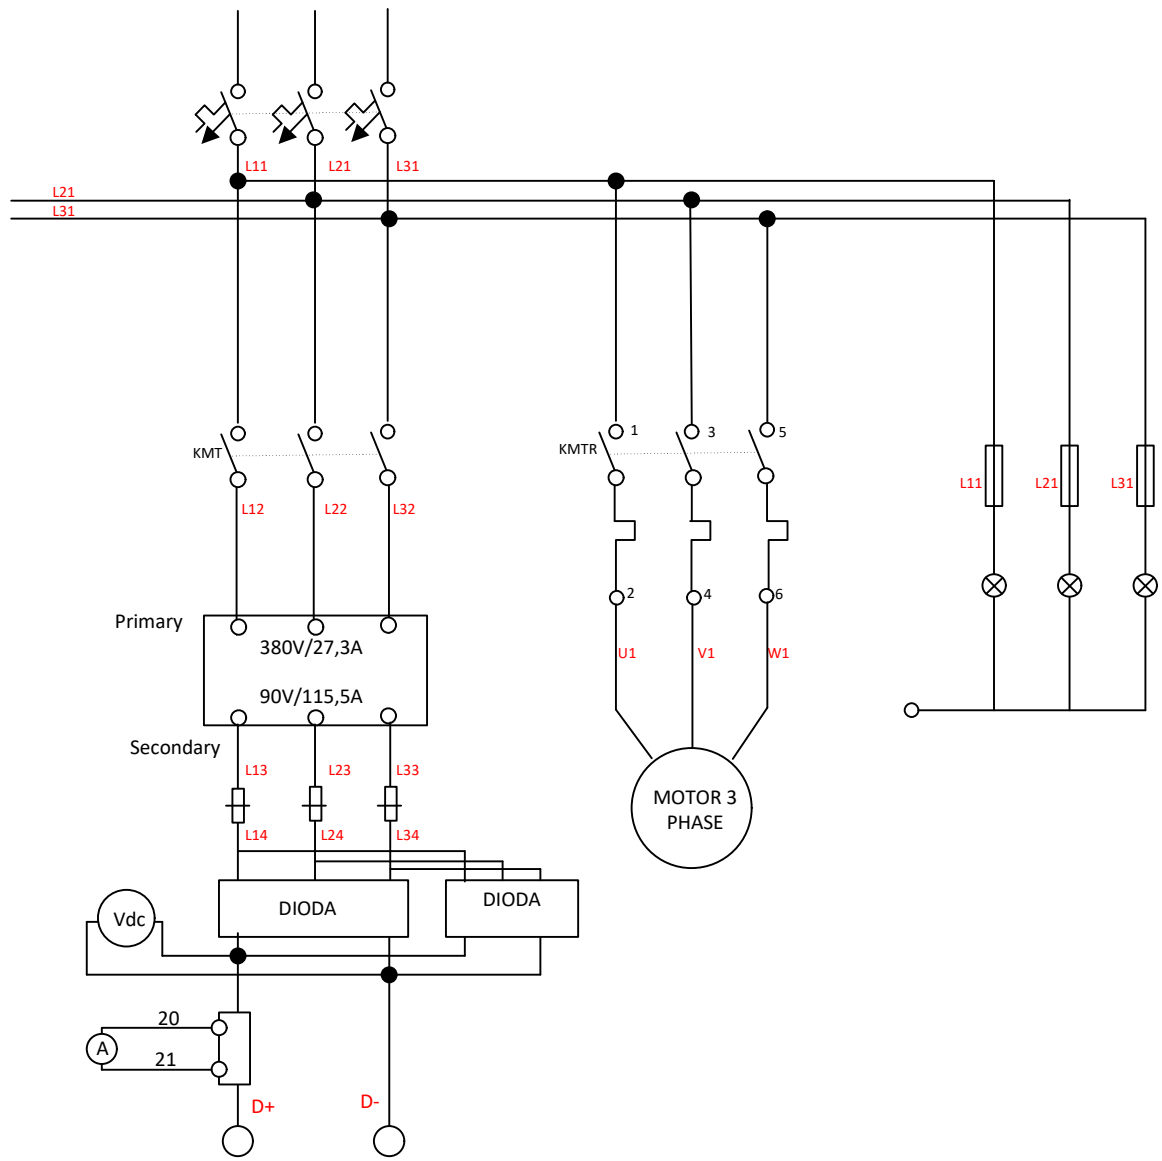 L11
L21
L31
L21
L31
1
3
5
KMT
KMTR
L11
L21
L31
L12
L22
L32
2
4
6
Primary
380V/27,3A
U1
V1
W1
90V/115,5A
Secondary
L13
L23
L33
MOTOR 3
PHASE
L14
L24
L34
DIODA
DIODA
Vdc
20
A
21
D+
D-